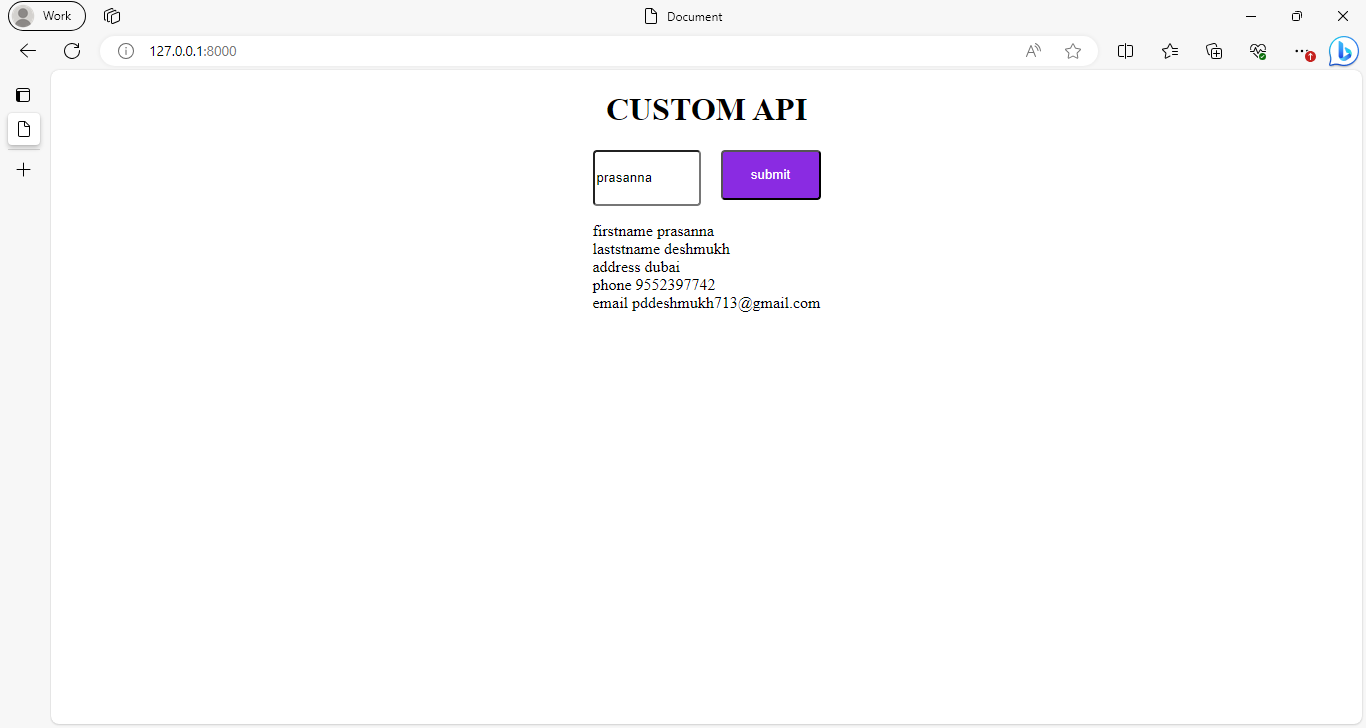 Work
Document
127.0.0.1:8000
CUSTOM API
prasanna
submit
firstname prasanna
laststname deshmukh
address dubai
phone 9552397742
email pddeshmukh713@gmail.com